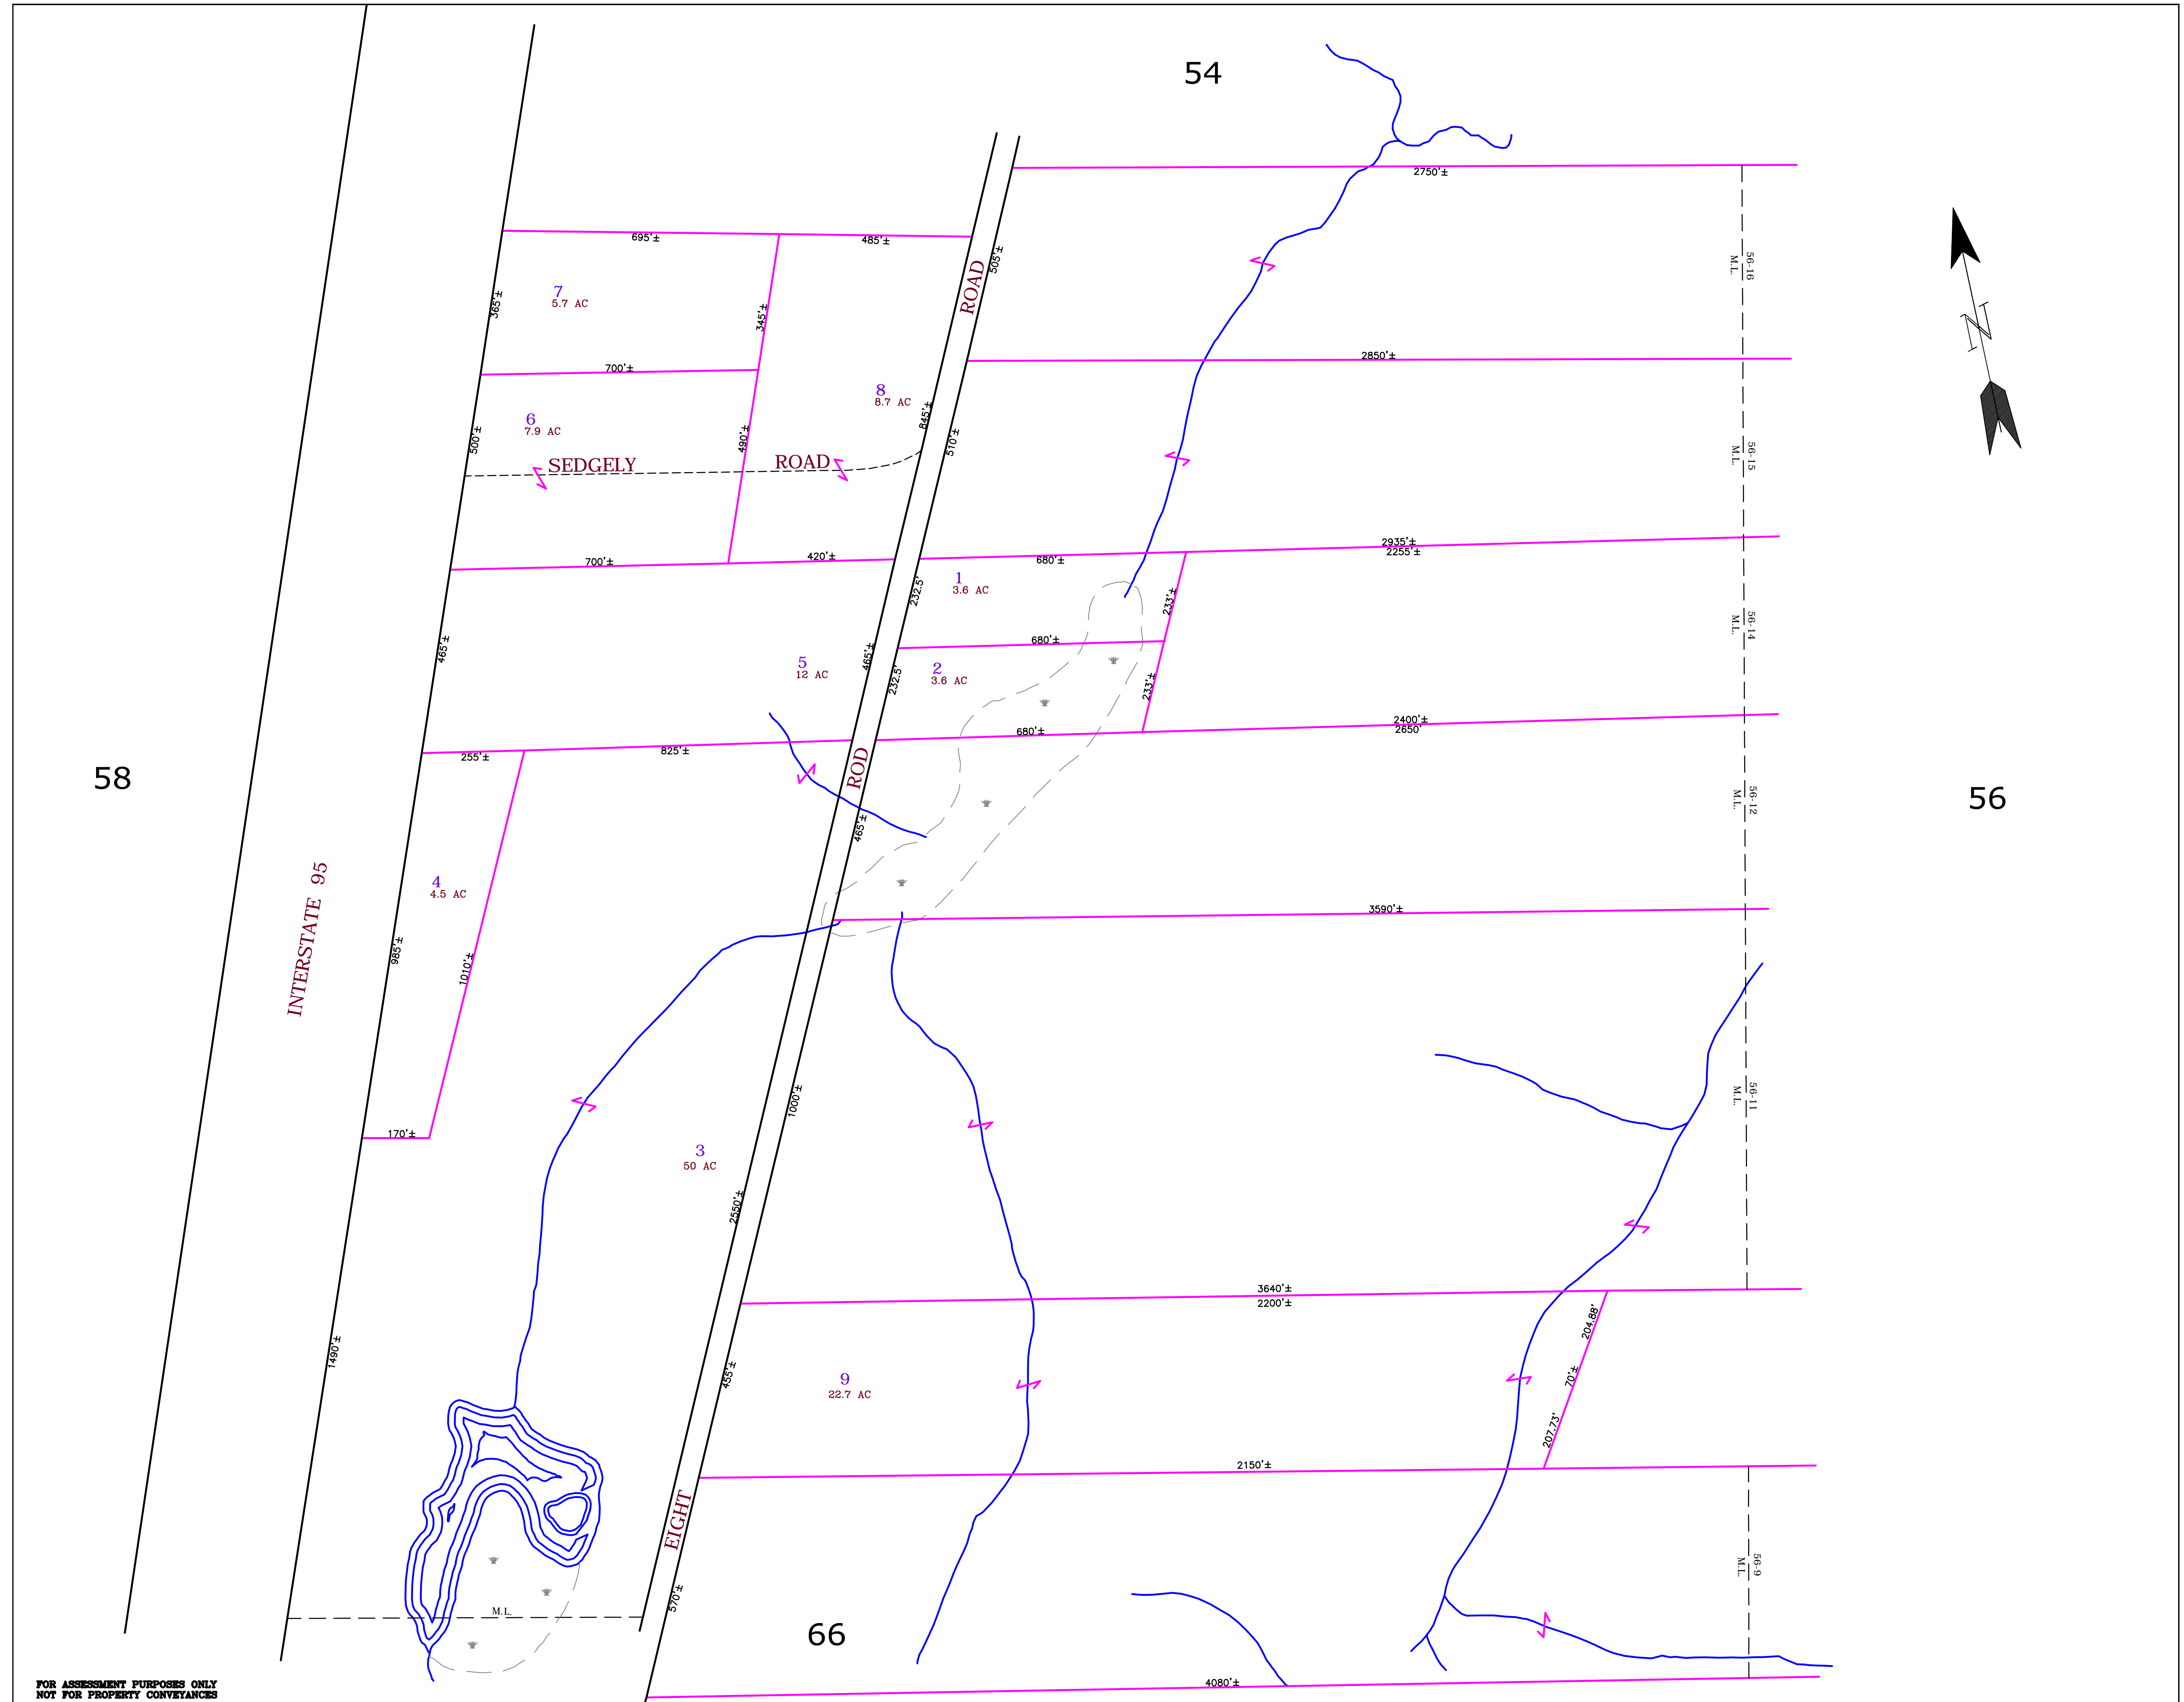 54
2750'±
695'±
485'±
505'±
ROAD
56-16
M.L.
N
7
5.7 AC
365'±
345'±
700'±
2850'±
8
8.7 AC
845'±
510'±
6
7.9 AC
500'±
490'±
SEDGELY ROAD
56-15
M.L.
700'±
420'±
680'±
2935'±
2255'±
1
3.6 AC
232.5'
233'±
56-14
M.L.
465'±
5
12 AC
465'±
680'±
2
3.6 AC
232.5'
233'±
680'±
2400'±
2650'
255'±
825'±
ROD
58
56
56-12
M.L.
465'±
4
4.5 AC
985'±
1010'±
INTERSTATE 95
3590'±
170'±
1000'±
56-11
M.L.
3
50 AC
2550'±
3640'±
2200'±
1490'±
455'±
9
22.7 AC
204.88'
70'±
207.73'
2150'±
EIGHT
570'±
56-9
M.L.
M.L.
66
4080'±
FOR ASSESSMENT PURPOSES ONLY
NOT FOR PROPERTY CONVEYANCES